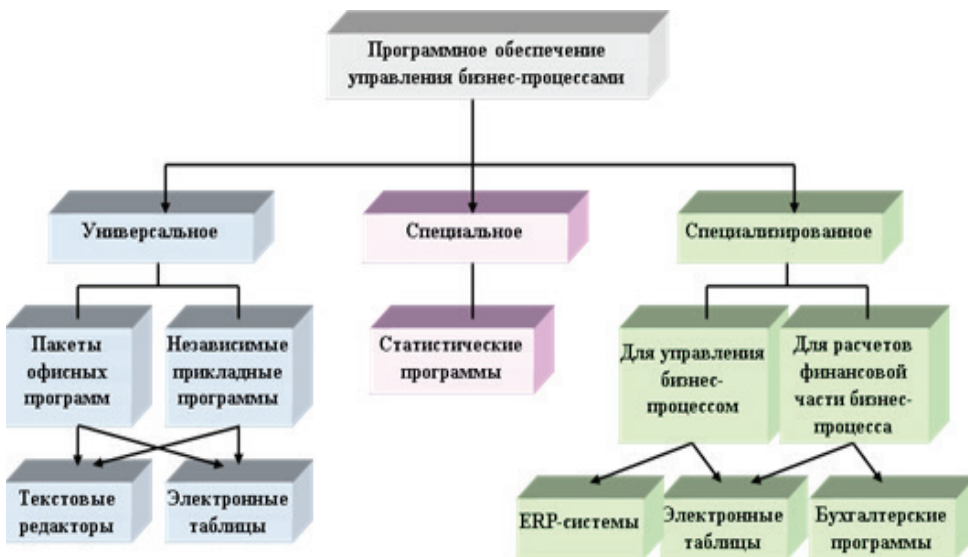 Программное обеспечение
управления бизнес-процессами
Универсальное
Специальное
Специализированное
Пакеты
офисных
программ
Независимые
прикладные
программы
Статистические
программы
Для управления
бизнес-
процессом
Для расчетов
финансовой
части бизнес-
процесса
Текстовые
редакторы
Электронные
таблицы
ERP-системы
Электронные
таблицы
Бухгалтерские
программы